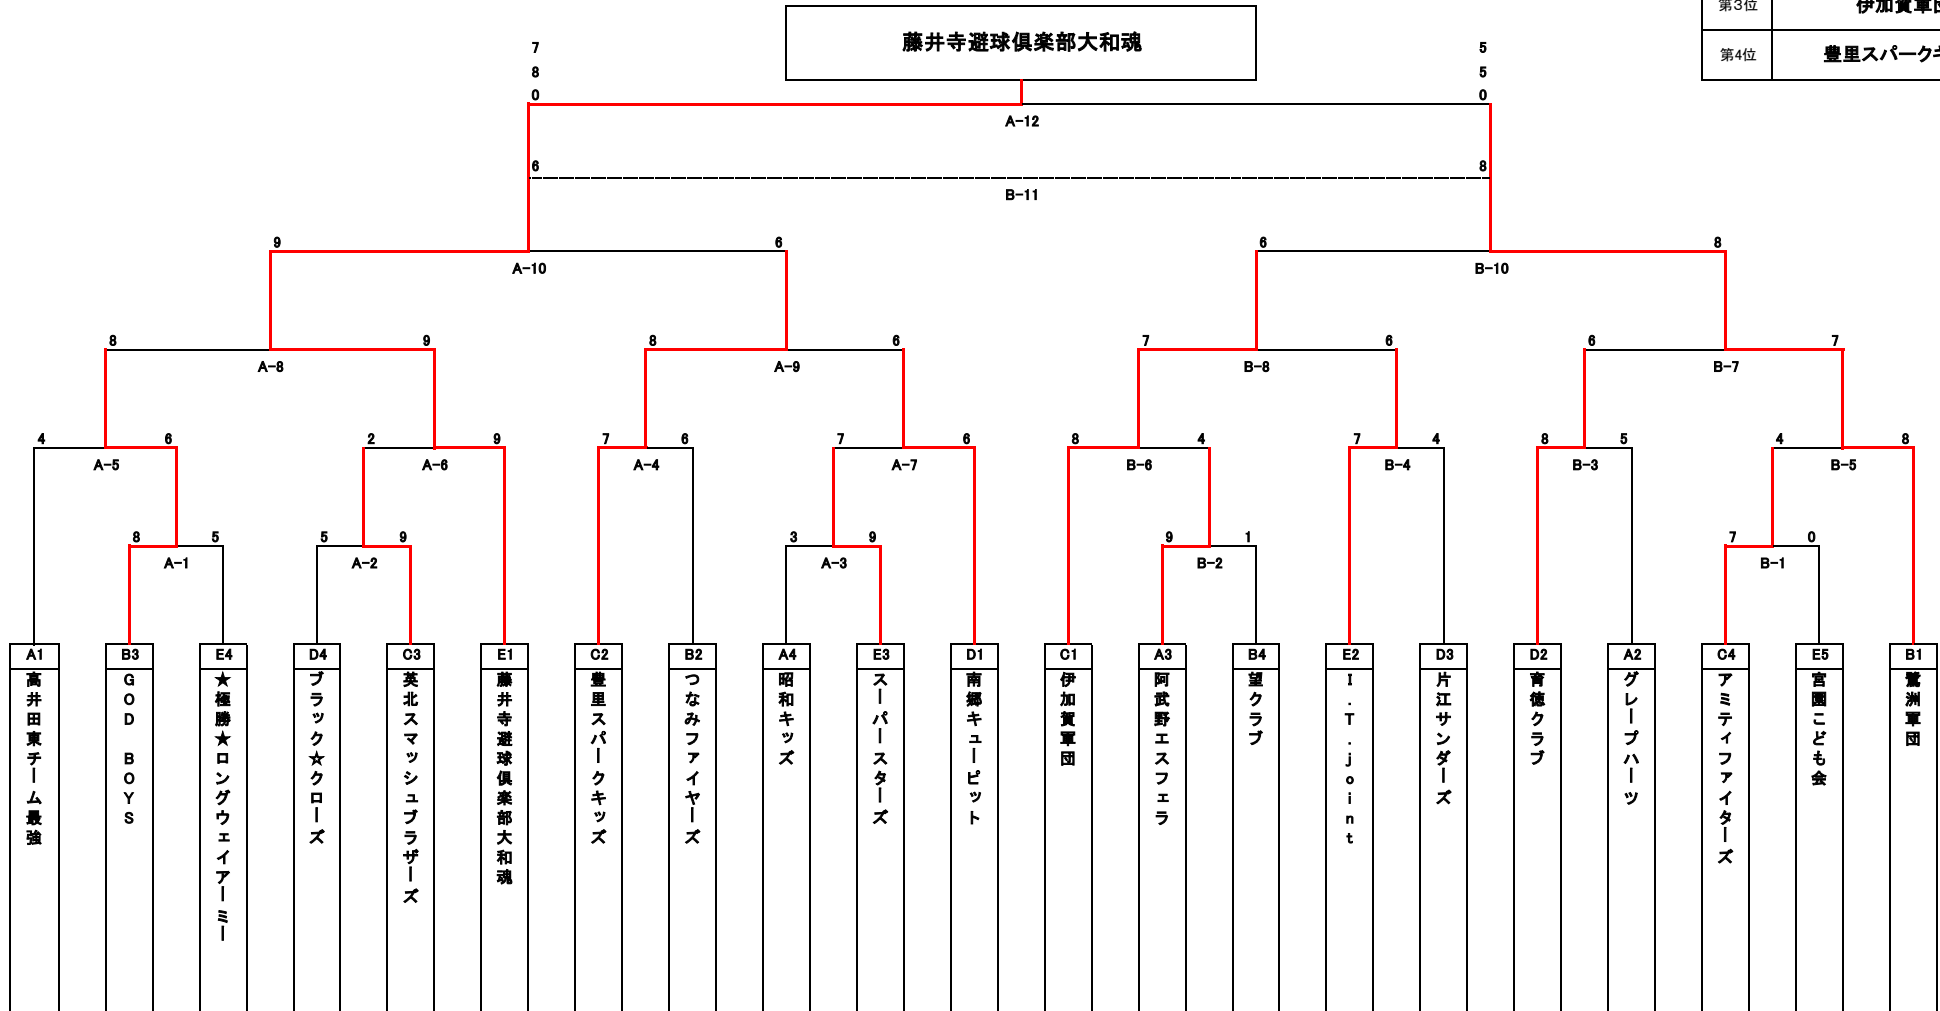 第3位 伊加賀軍団
藤井寺避球倶楽部大和魂
第4位 豊里スパークキ
7 5
8 5
0 0
A-12
6 8
B-11
9 6 6 8
A-10 B-10
8 9 8 6 7 6 6 7
A-8 A-9 B-8 B-7
4 6 2 9 7 6 7 6 8 4 7 4 8 5 4 8
A-5 A-6 A-4 A-7 B-6 B-4 B-3 B-5
8 5 5 9 3 9 9 1 7 0
A-1 A-2 A-3 B-2 B-1
A1 B3 E4 D4 C3 E1 C2 B2 A4 E3 D1 C1 A3 B4 E2 D3 D2 A2 C4 E5 B1
高井田東チーム最強
GOD BOYS
★極勝★ロングウェイアーミー
ブラック☆クローズ
英北スマッシュブラザーズ
藤井寺避球倶楽部大和魂
豊里スパークキッズ
つなみファイヤーズ
昭和キッズ
スーパースターズ
南郷キューピット
伊加賀軍団
阿武野エスフェラ
望クラブ
I.T.joint
片江サンダーズ
育徳クラブ
グレープハーツ
アミティファイターズ
宮園こども会
鷺洲軍団